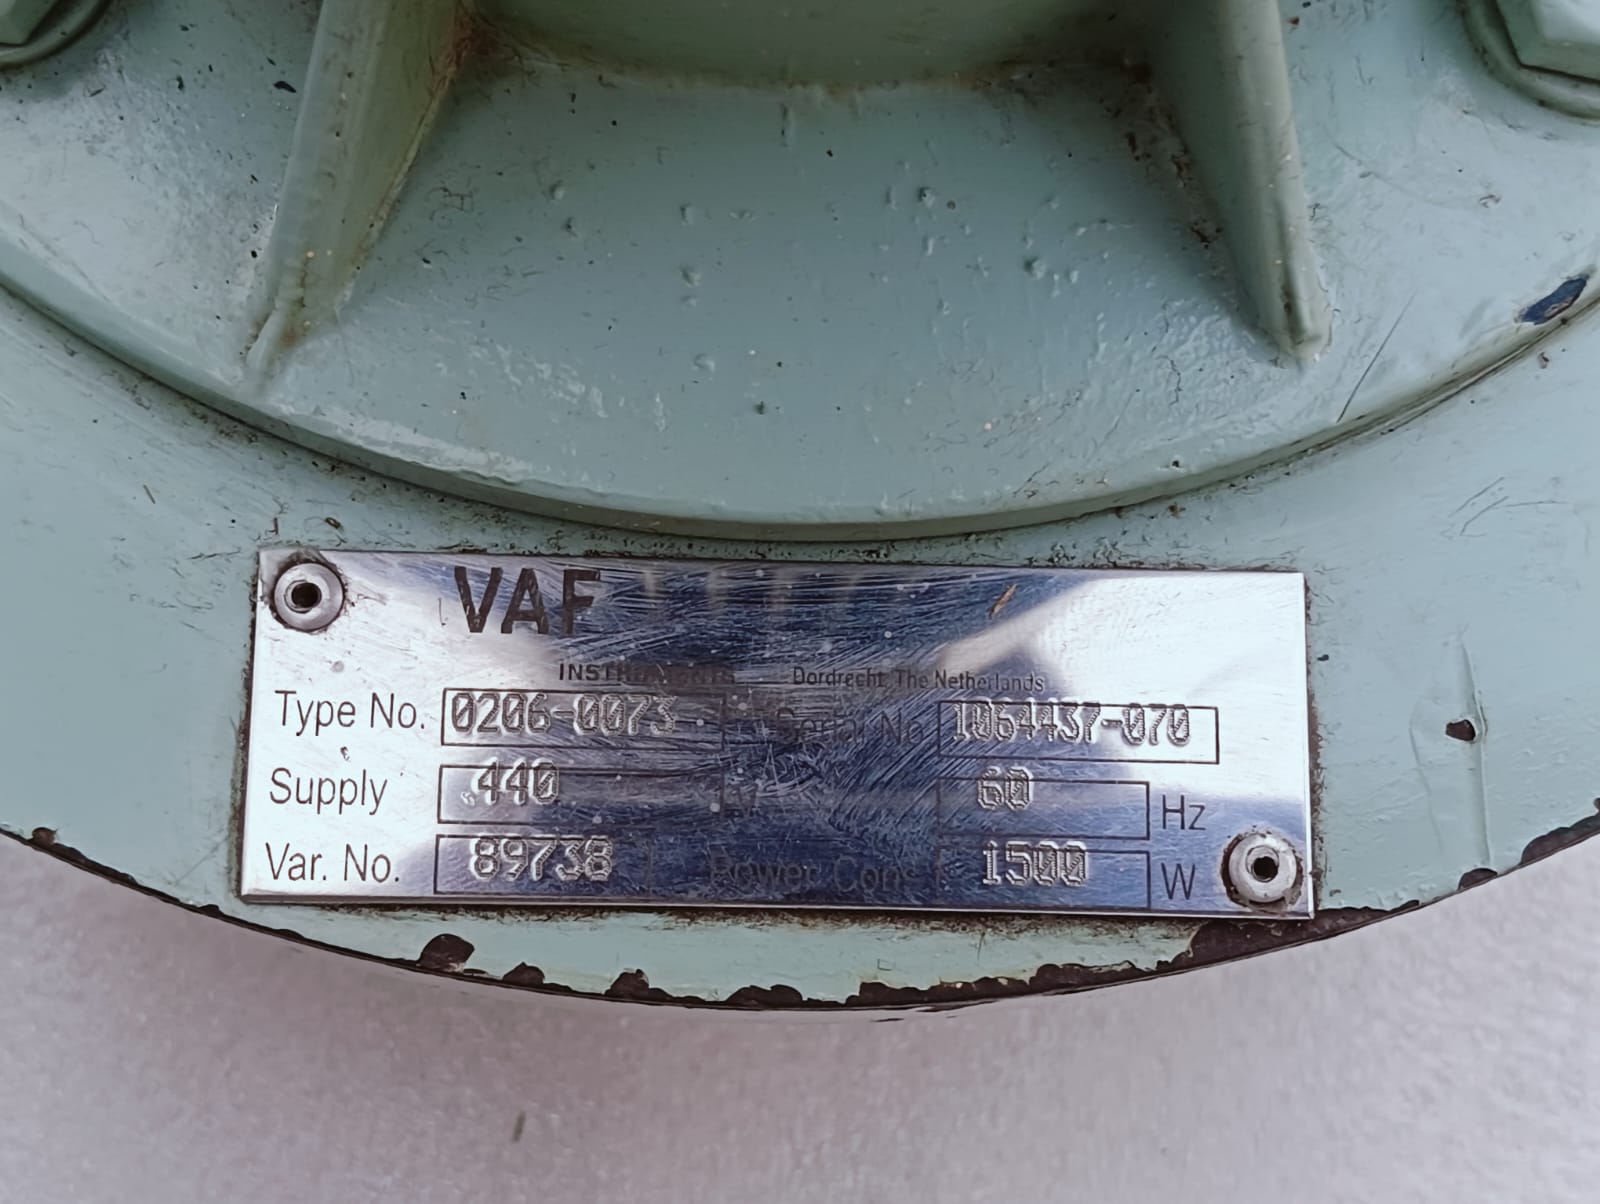 VAF
INSTRUMENTS Dordrecht, The Netherlands
Type No. 0206-0073 Serial No 1064437-070
Supply 440 V 60 Hz
Var. No. 89738 Power Cons 1500 W